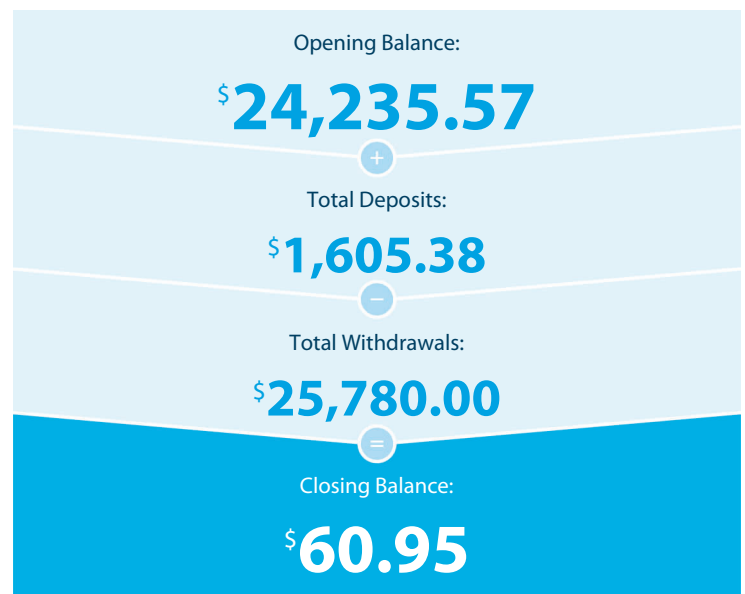 Opening Balance:
$24,235.57
+
Total Deposits:
$1,605.38
−
Total Withdrawals:
$25,780.00
=
Closing Balance:
$60.95